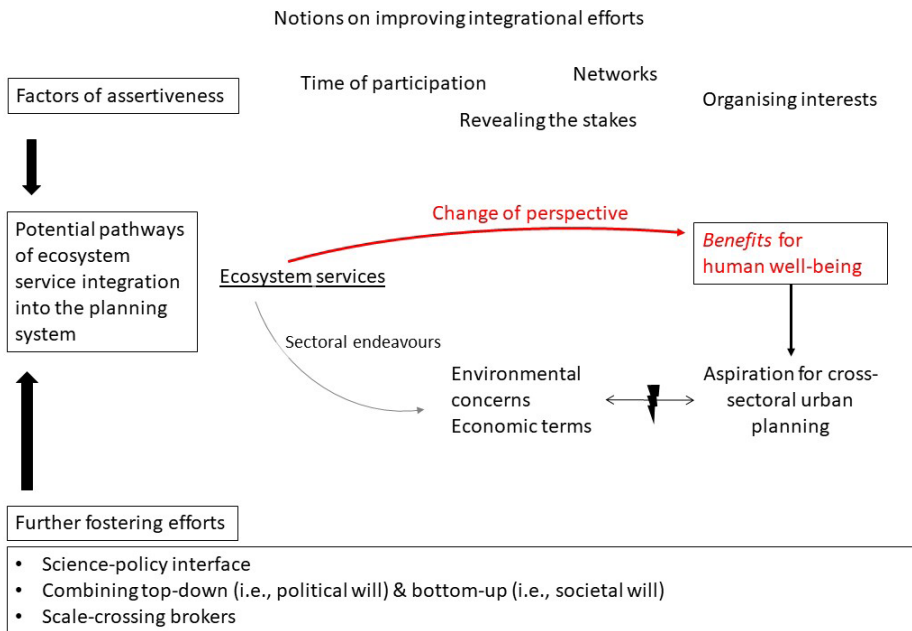 Notions on improving integrational efforts
Time of participation
Networks
Factors of assertiveness
Organising interests
Revealing the stakes
Change of perspective
Potential pathways
of ecosystem
service integration
into the planning
system
Benefits for
human well-being
Ecosystem services
Sectoral endeavours
Environmental
concerns
Economic terms
Aspiration for cross-
sectoral urban
planning
Further fostering efforts
• Science-policy interface
• Combining top-down (i.e., political will) & bottom-up (i.e., societal will)
• Scale-crossing brokers